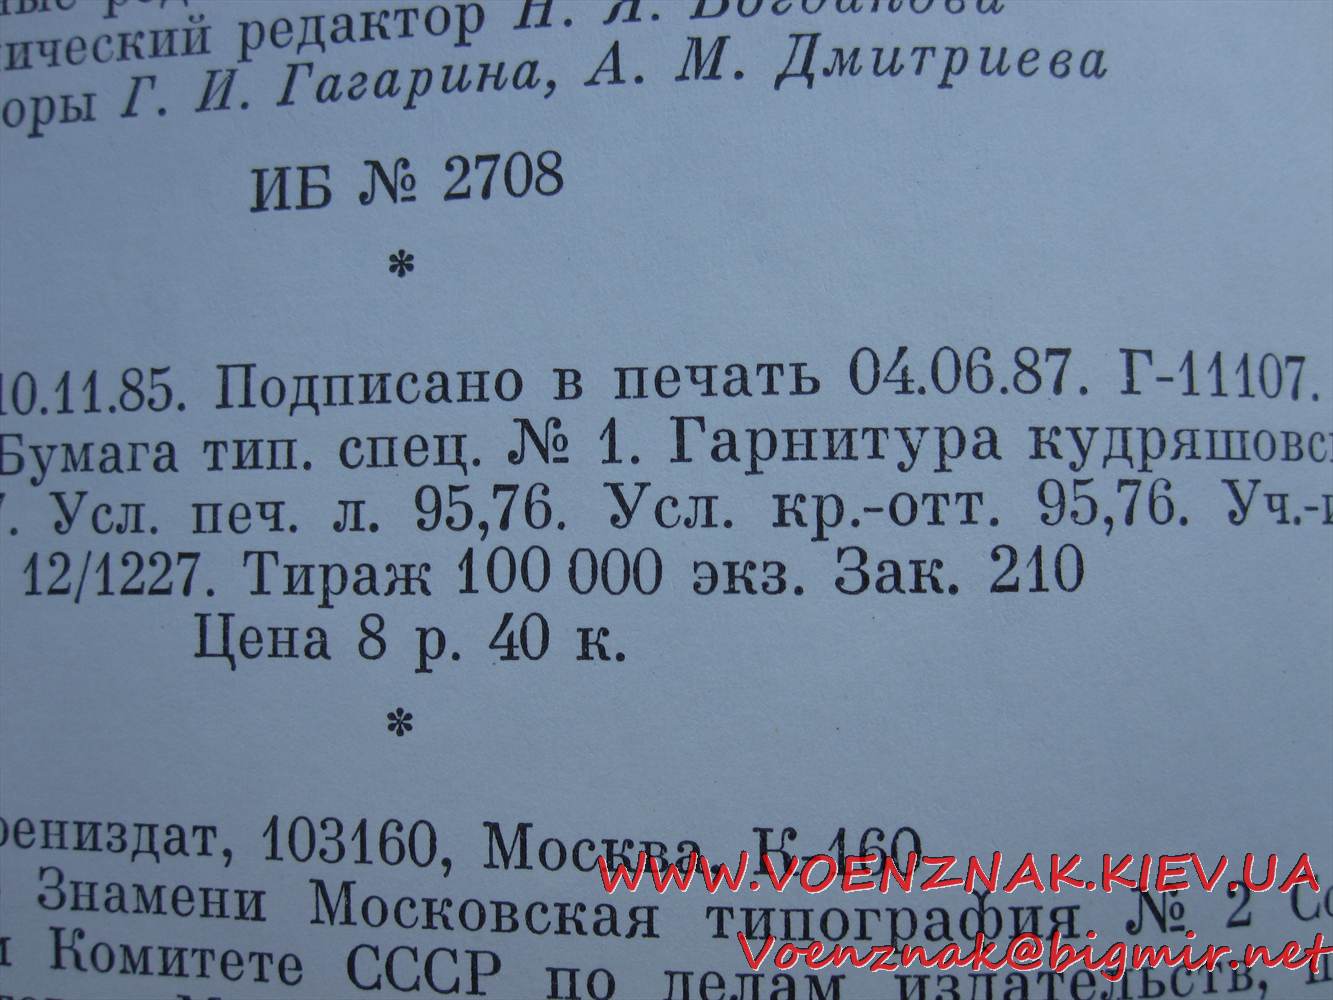 ические редактор Н. Я. Богданова
оры Г. И. Гагарина, А. М. Дмитриева
ИБ № 2708
*
10.11.85. Подписано в печать 04.06.87. Г-11107.
Бумага тип. спец. № 1. Гарнитура кудряшовс
7. Усл. печ. л. 95,76. Усл. кр.-отт. 95,76. Уч.-и
12/1227. Тираж 100 000 экз. Зак. 210
Цена 8 р. 40 к.
*
оениздат, 103160, Москва, К-160
Знамени Московская типография № 2 Со
и Комитете СССР по делам издательств,
WWW.VOENZNAK.KIEV.UA
Voenznak@bigmir.net